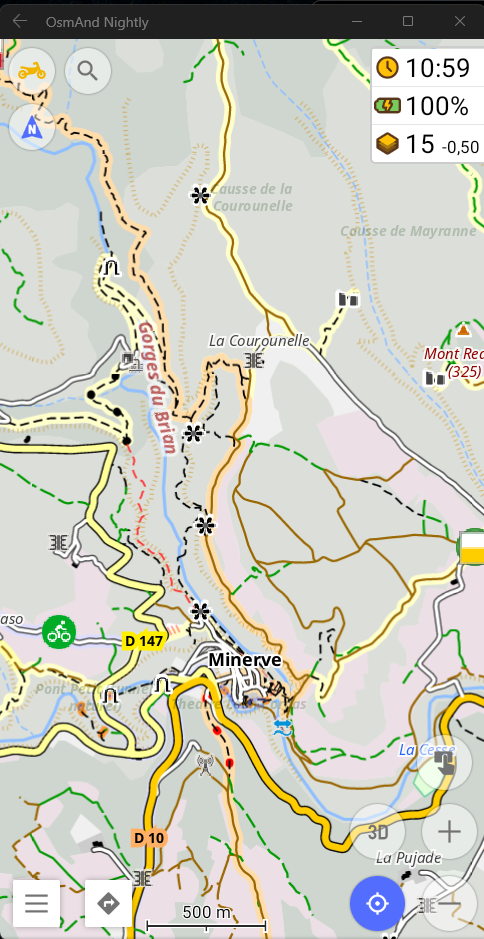 OsmAnd Nightly
10:59
100%
15 -0,50
Causse de la
Courounelle
Causse de Mayranne
La Courounelle
Mont Red
(325)
Gorges du Brian
D 147
Minerve
Pont
La Cesse
3D
D 10
La Pujade
500 m
N